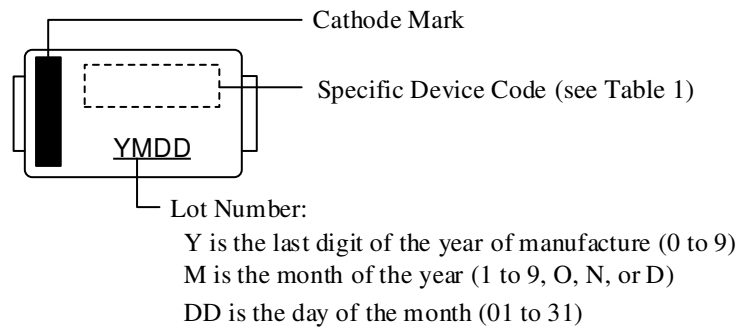 Cathode Mark
Specific Device Code (see Table 1)
YMDD
Lot Number:
Y is the last digit of the year of manufacture (0 to 9)
M is the month of the year (1 to 9, O, N, or D)
DD is the day of the month (01 to 31)